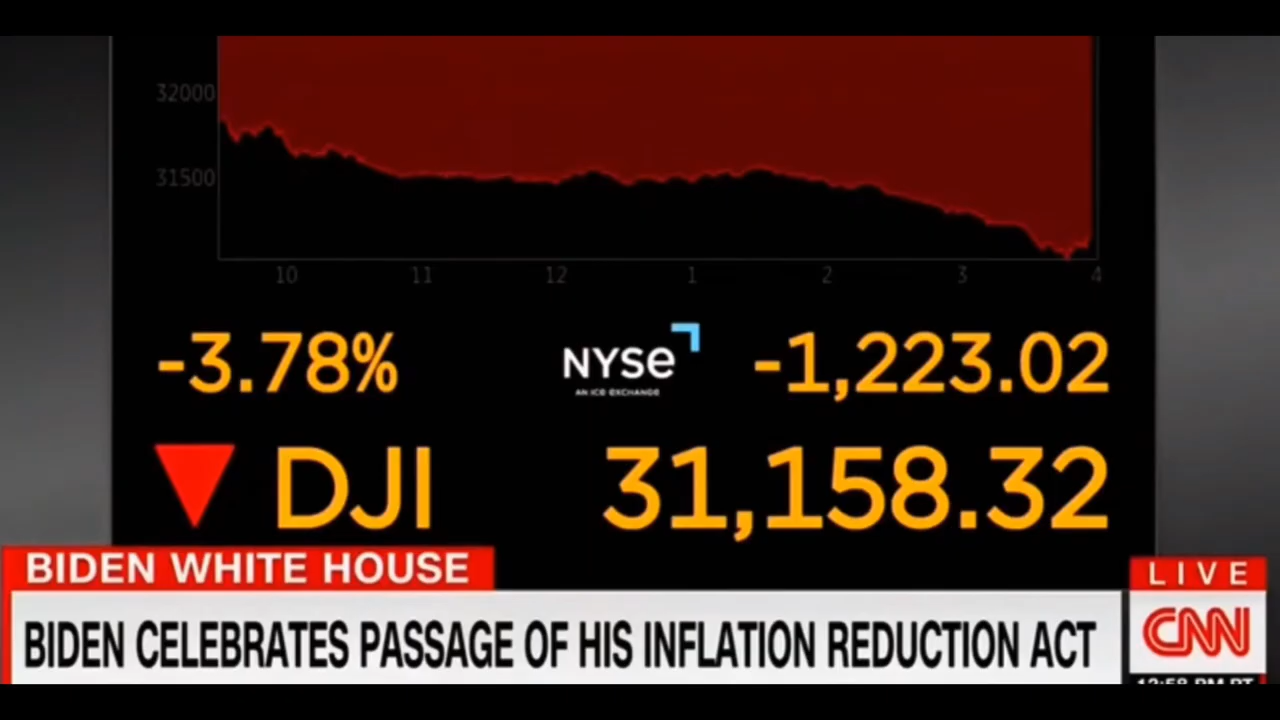 32000
31500
10 11 12 1 2 3 4
-3.78% NYSE -1,223.02
AN ICE EXCHANGE
DJI 31,158.32
BIDEN WHITE HOUSE
LIVE
BIDEN CELEBRATES PASSAGE OF HIS INFLATION REDUCTION ACT
CNN